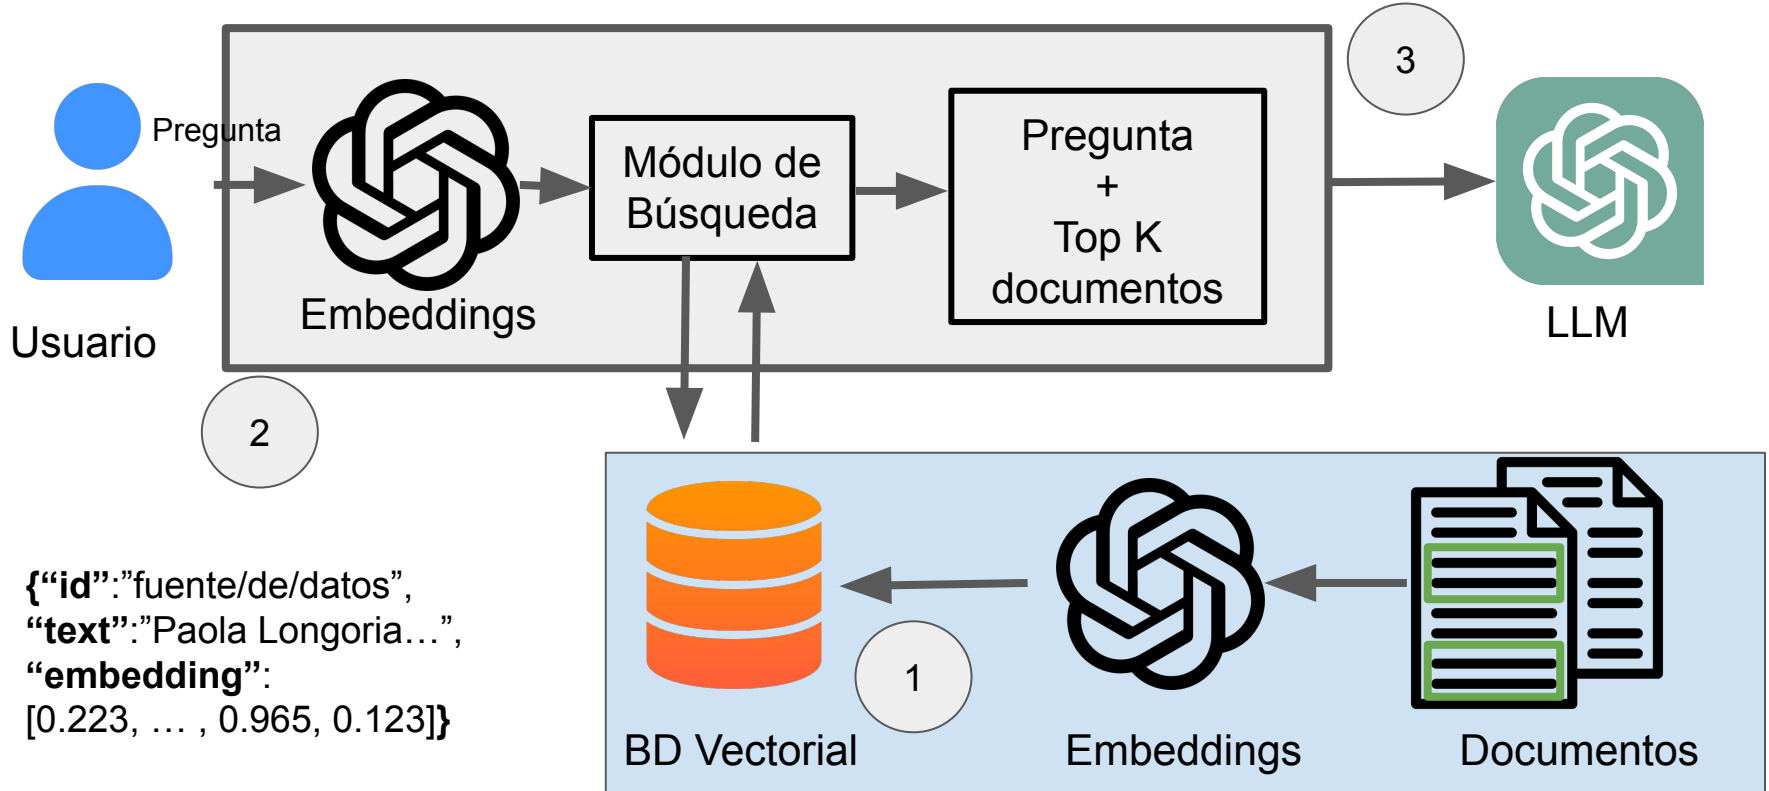 3
Pregunta
Módulo de
Búsqueda
Pregunta
+
Top K
documentos
Embeddings
Usuario
LLM
2
{“id”:”fuente/de/datos”,
“text”:”Paola Longoria…”,
“embedding”:
[0.223, … , 0.965, 0.123]}
1
BD Vectorial
Embeddings
Documentos